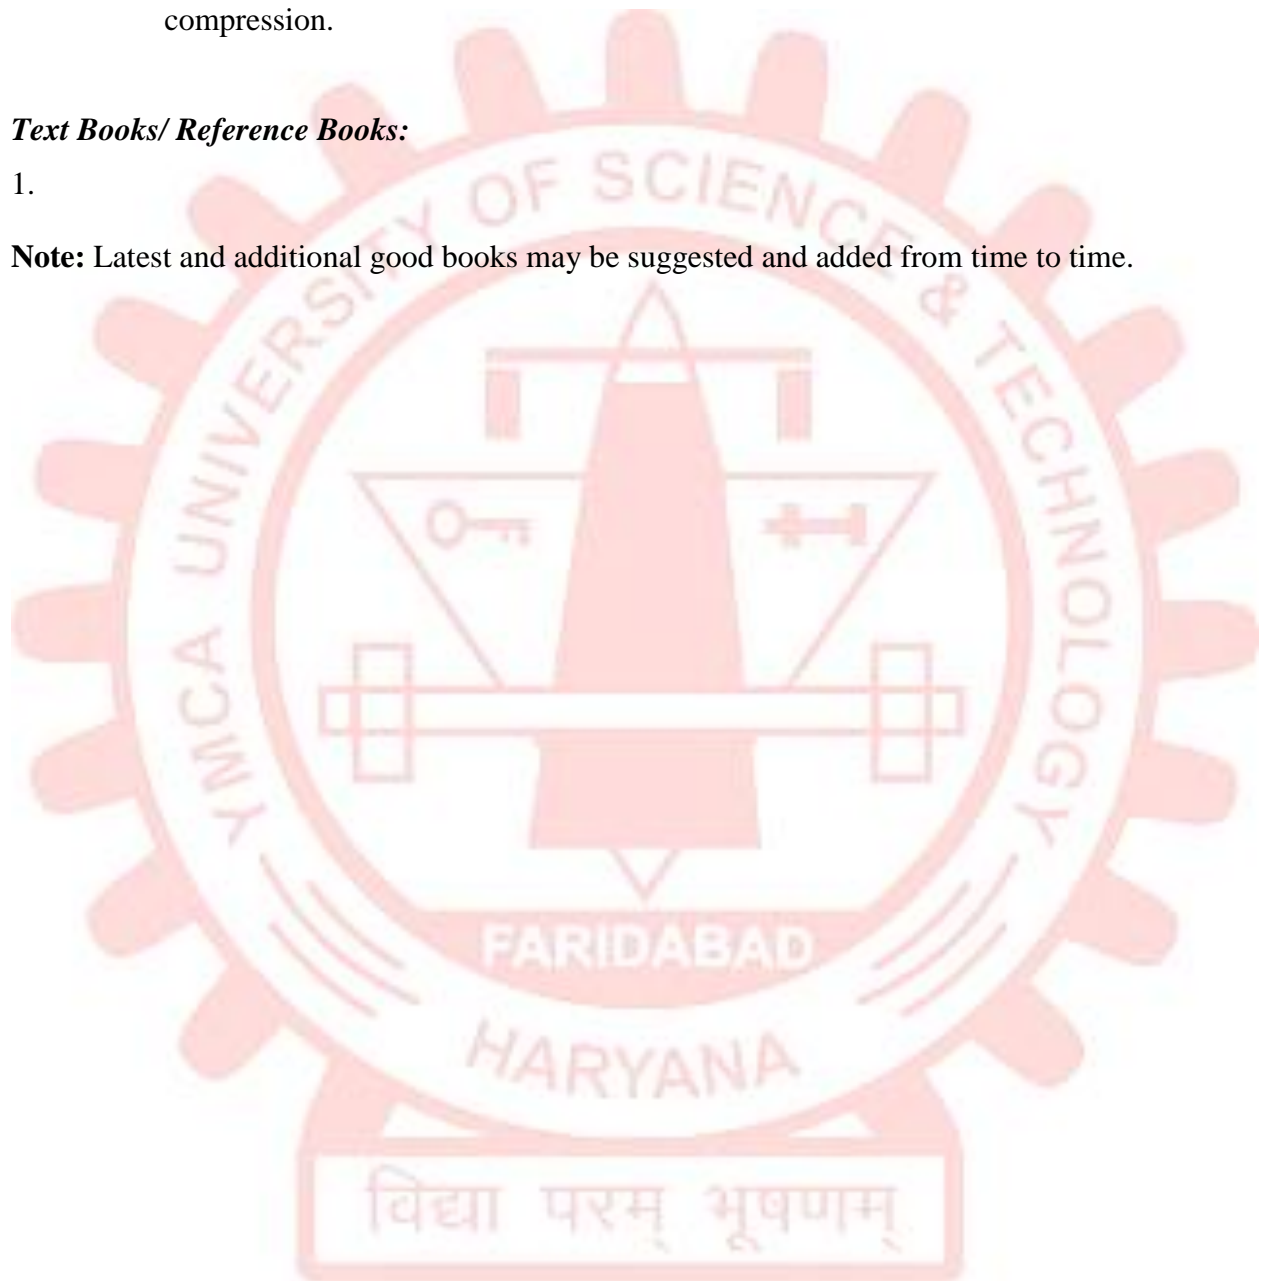 compression.
Text Books/ Reference Books:
1.
Note: Latest and additional good books may be suggested and added from time to time.
YMCA UNIVERSITY OF SCIENCE & TECHNOLOGY
FARIDABAD
HARYANA
विद्या परम् भूषणम्